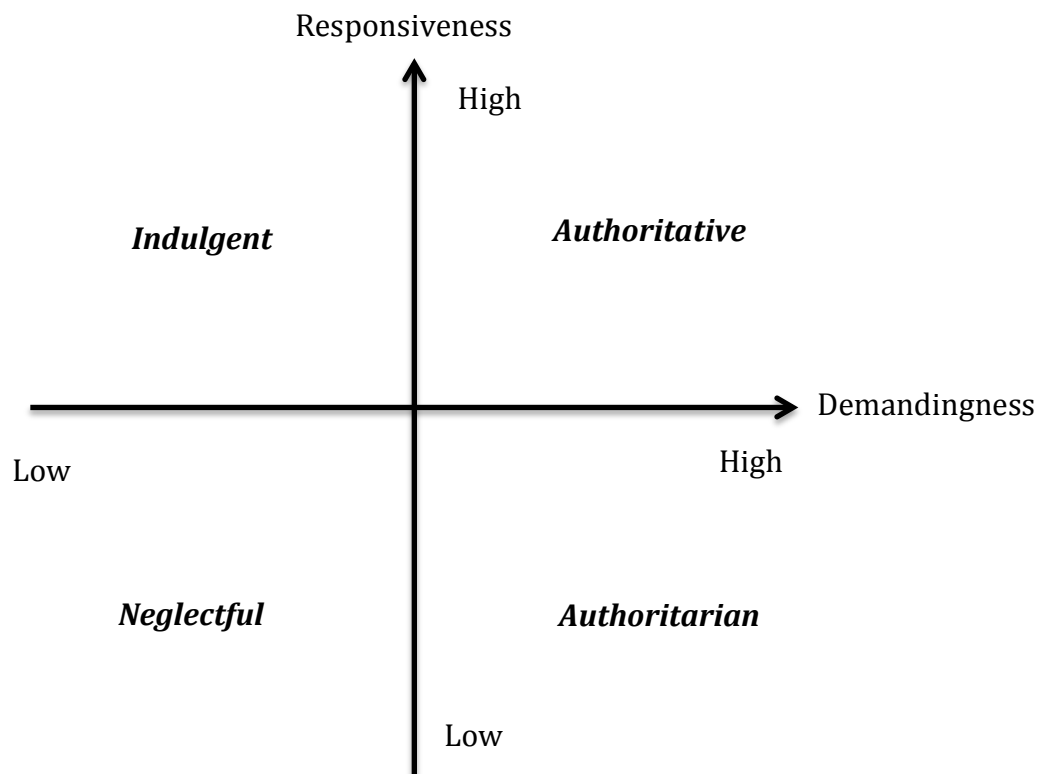 Responsiveness
High
Indulgent
Authoritative
Demandingness
Low
High
Neglectful
Authoritarian
Low